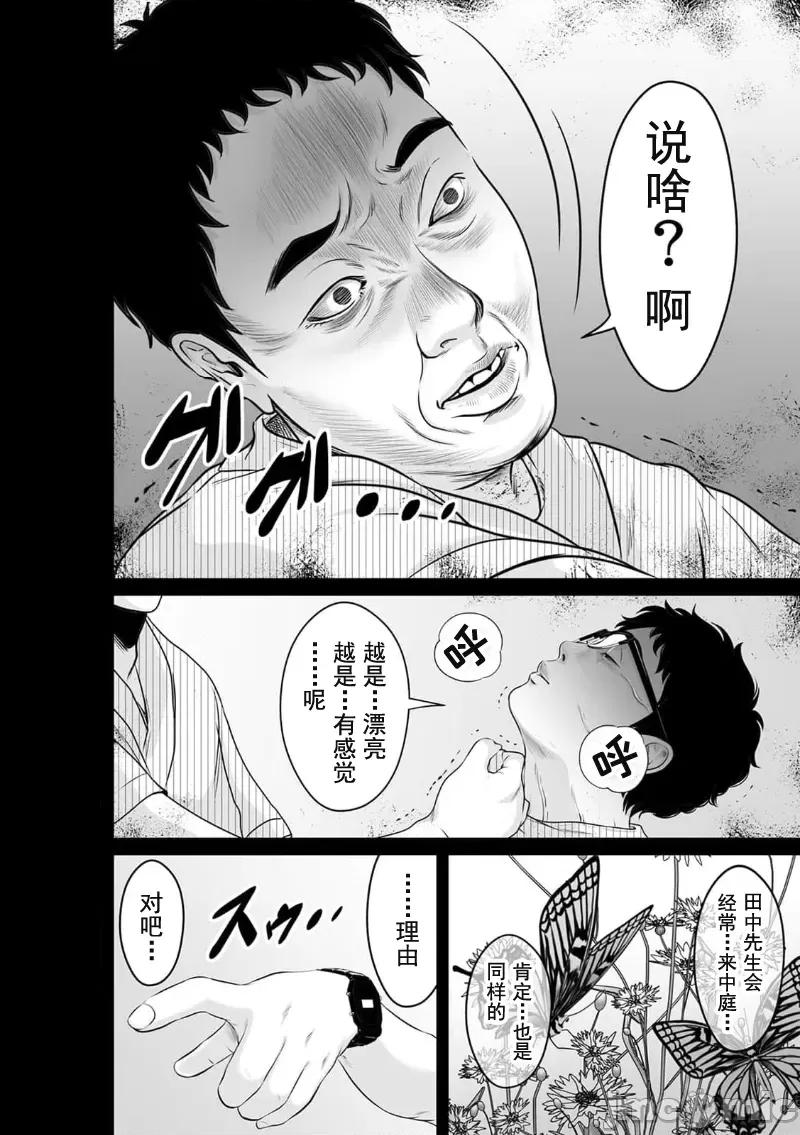 说啥？啊
ゲゲ・・・
呼
呼
越是…漂亮
越是…有感觉
……呢
田中先生会
经常…来中庭…
肯定…也是
同样的
……理由
スゥ…
对吧…